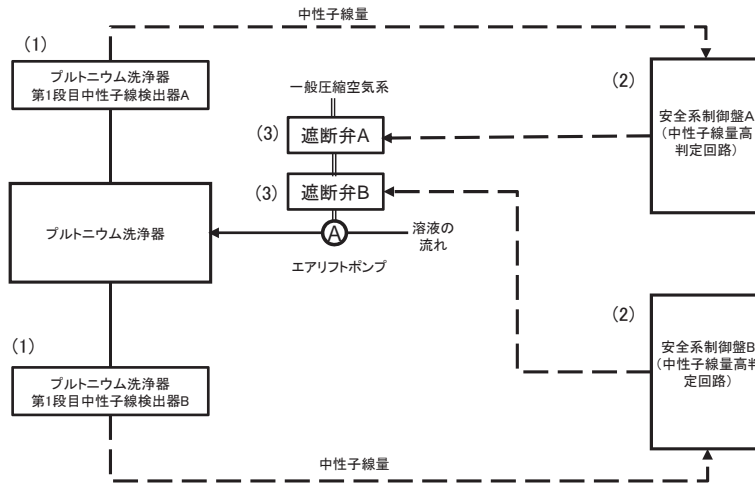 中性子線量
(1)
プルトニウム洗浄器
第1段目中性子線検出器A
一般圧縮空気系
(2)
安全系制御盤A
（中性子線量高
判定回路）
(3)
遮断弁A
(3)
遮断弁B
プルトニウム洗浄器
A
溶液の
流れ
エアリフトポンプ
(2)
安全系制御盤B
（中性子線量高判
定回路）
(1)
プルトニウム洗浄器
第1段目中性子線検出器B
中性子線量